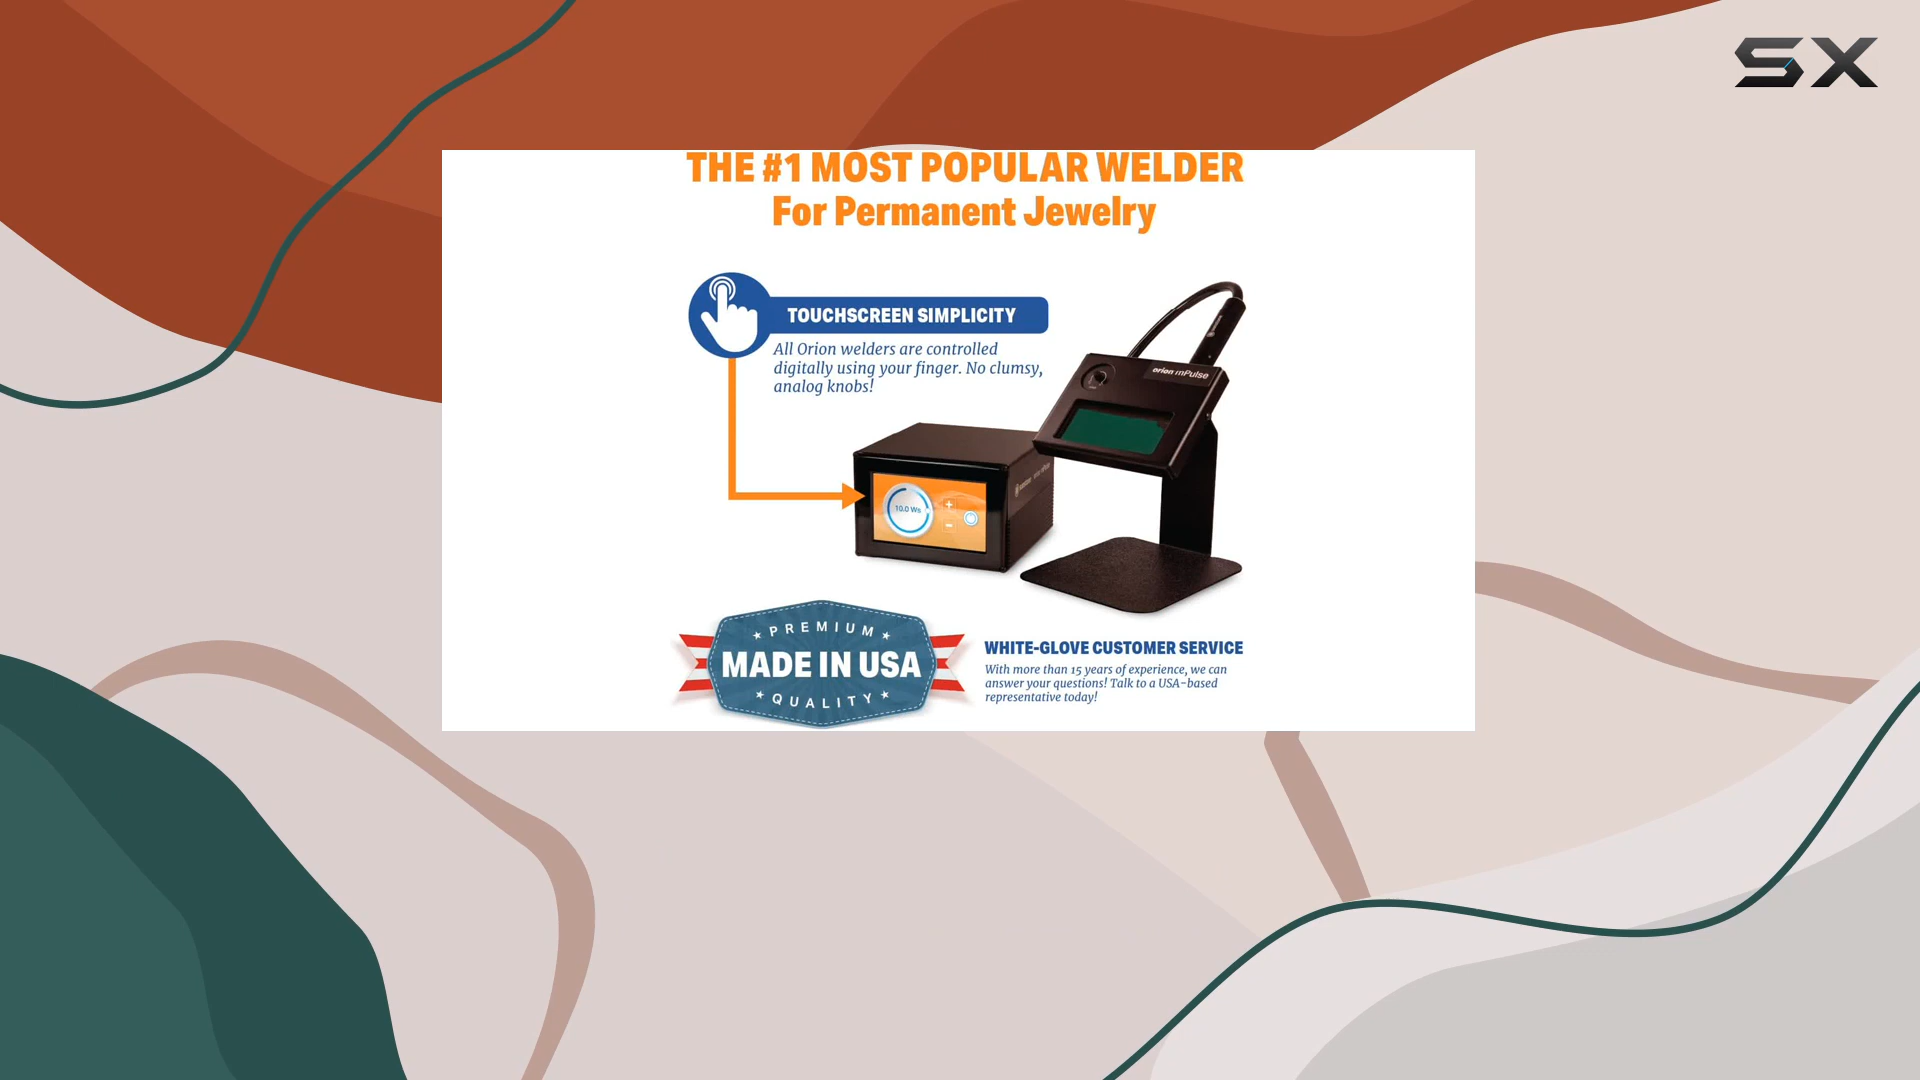 SX
THE #1 MOST POPULAR WELDER
For Permanent Jewelry
TOUCHSCREEN SIMPLICITY
All Orion welders are controlled
digitally using your finger. No clumsy,
analog knobs!
orion mPulse
10.0 Ws
PREMIUM
MADE IN USA
QUALITY
WHITE-GLOVE CUSTOMER SERVICE
With more than 15 years of experience, we can
answer your questions! Talk to a USA-based
representative today!